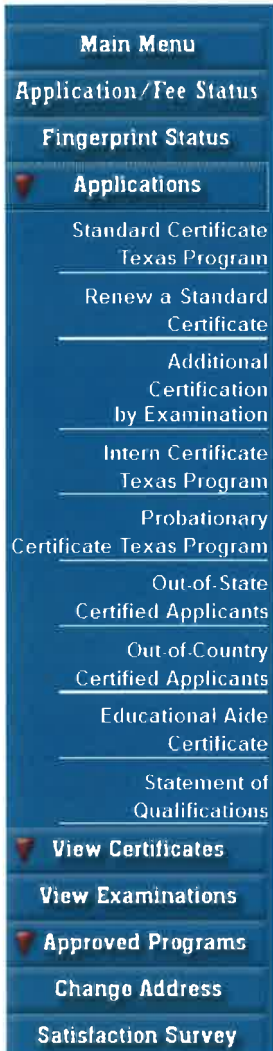 Main Menu
Application/Fee Status
Fingerprint Status
Applications
Standard Certificate
Texas Program
Renew a Standard
Certificate
Additional
Certification
by Examination
Intern Certificate
Texas Program
Probationary
Certificate Texas Program
Out-of-State
Certified Applicants
Out-of-Country
Certified Applicants
Educational Aide
Certificate
Statement of
Qualifications
View Certificates
View Examinations
Approved Programs
Change Address
Satisfaction Survey